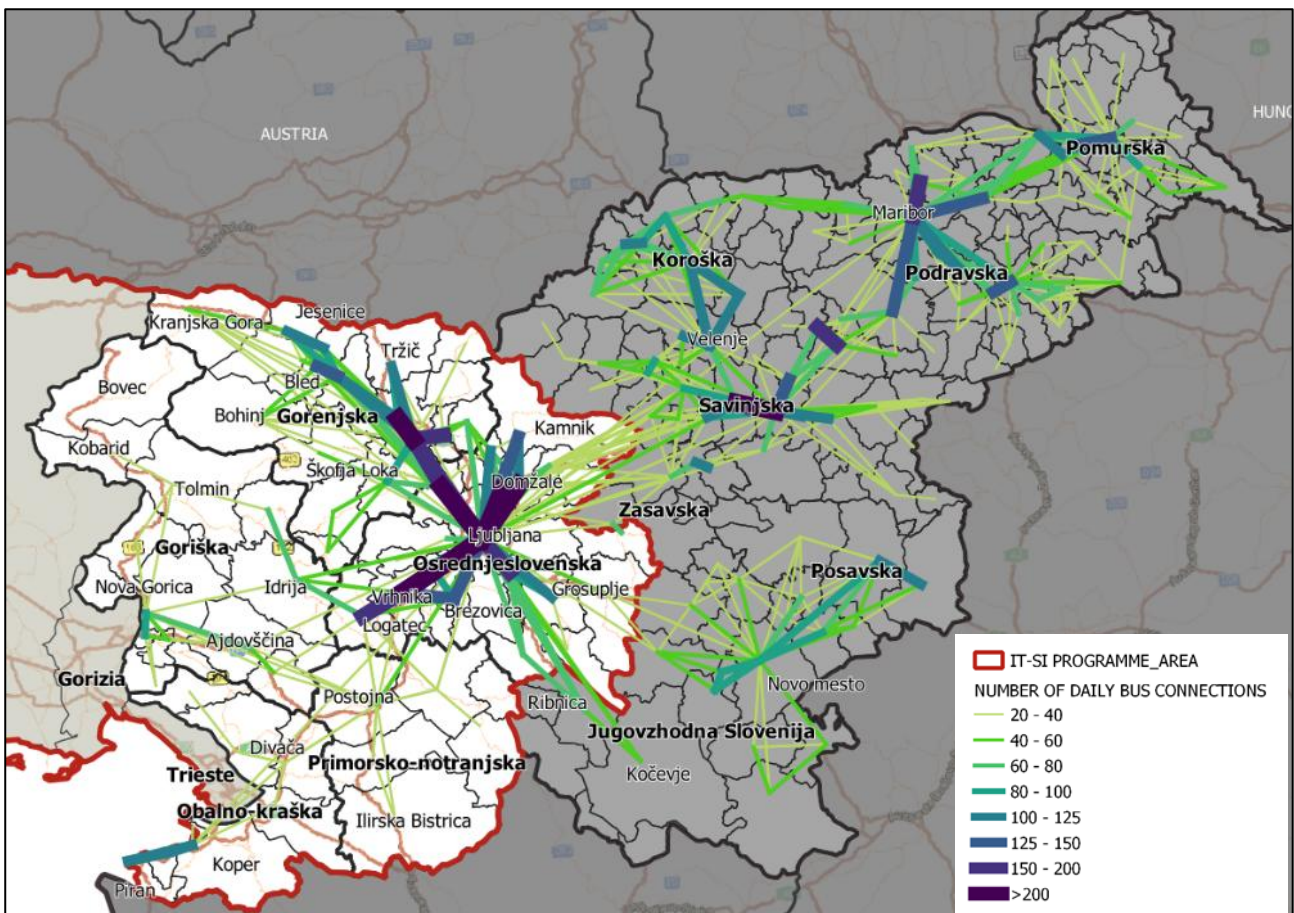 AUSTRIA
HUNG
Pomurska
Maribor
Koroška
Podravska
Jesenice
Kranjska Gora
Tržič
Velenje
Bovec
Bled
Bohinj
Gorenjska
Savinjska
Kamnik
Kobarid
402
Škofja Loka
Domžale
Tolmin
Zasavska
Ljubljana
Goriška
Osrednjeslovenska
Posavska
Nova Gorica
Idrija
Vrhnika
Grosuplje
Brezovica
Logatec
Ajdovščina
Gorizia
Postojna
Novo mesto
Ribnica
Jugovzhodna Slovenija
Divača
Primorsko-notranjska
Kočevje
Trieste
Obalno-kraška
Ilirska Bistrica
Koper
Piran
IT-SI PROGRAMME_AREA
NUMBER OF DAILY BUS CONNECTIONS
20 - 40
40 - 60
60 - 80
80 - 100
100 - 125
125 - 150
150 - 200
>200